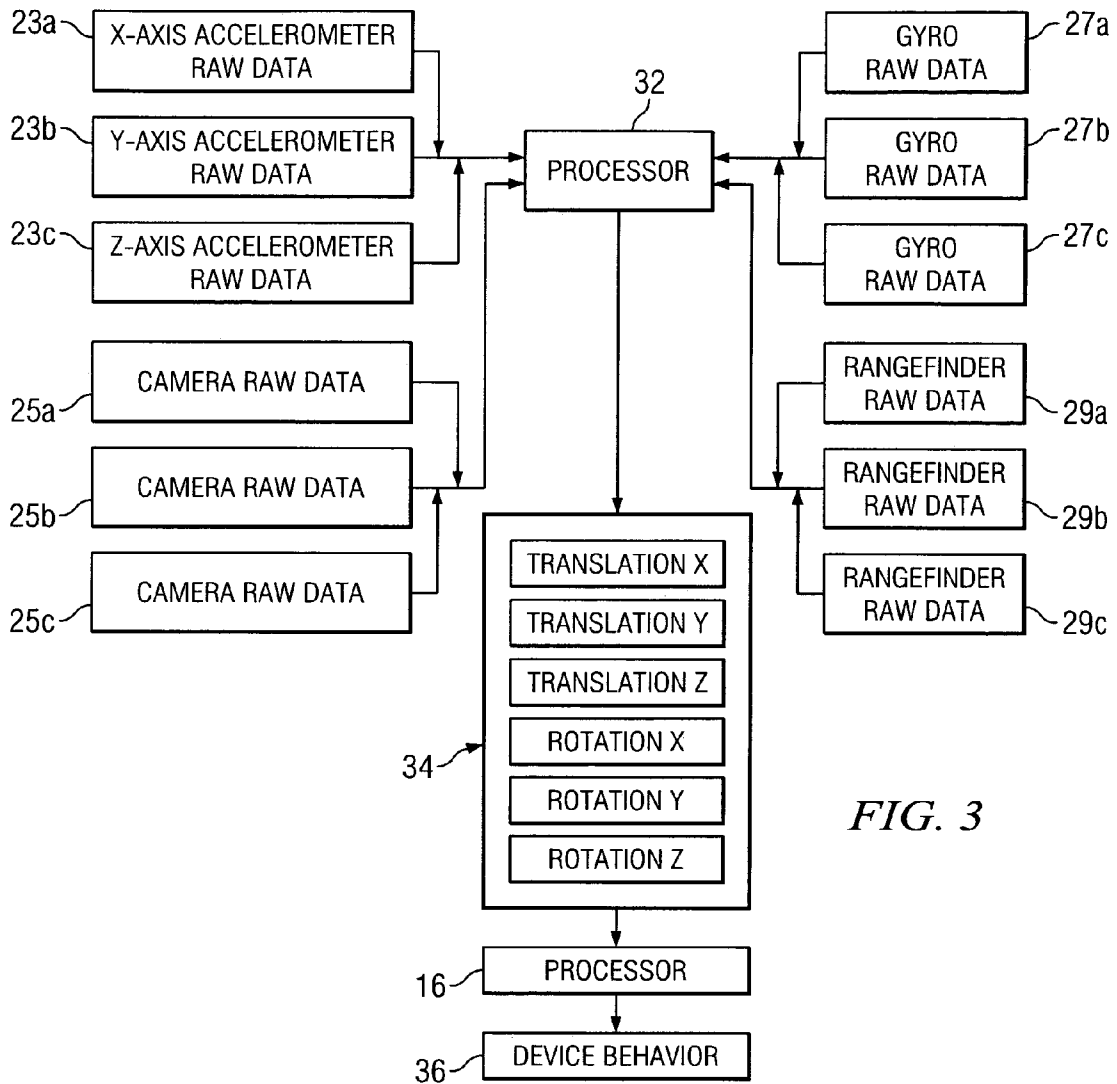 23a
X-AXIS ACCELEROMETER
RAW DATA
23b
Y-AXIS ACCELEROMETER
RAW DATA
23c
Z-AXIS ACCELEROMETER
RAW DATA
25a
CAMERA RAW DATA
25b
CAMERA RAW DATA
25c
CAMERA RAW DATA
32
PROCESSOR
27a
GYRO
RAW DATA
27b
GYRO
RAW DATA
27c
GYRO
RAW DATA
RANGEFINDER
RAW DATA
29a
RANGEFINDER
RAW DATA
29b
RANGEFINDER
RAW DATA
29c
34
TRANSLATION X
TRANSLATION Y
TRANSLATION Z
ROTATION X
ROTATION Y
ROTATION Z
FIG. 3
16
PROCESSOR
36
DEVICE BEHAVIOR